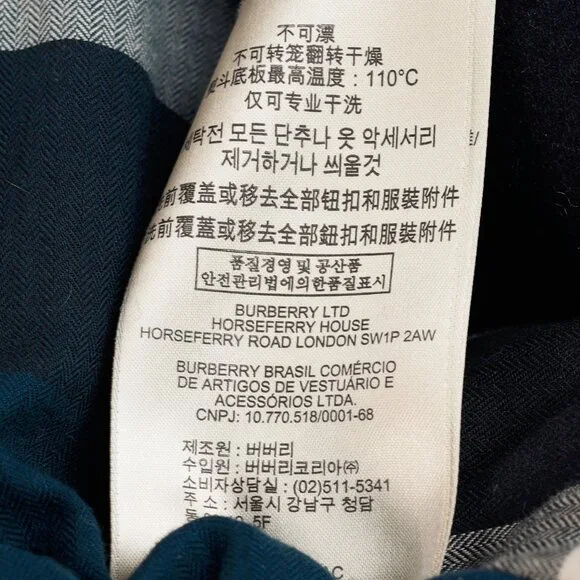 不可漂
不可转笼翻转干燥
熨斗底板最高温度：110°C
仅可专业干洗
세탁전 모든 단추나 옷 악세서리
제거하거나 씌울것
洗前覆盖或移去全部钮扣和服裝附件
洗前覆蓋或移去全部鈕扣和服裝附件
품질경영 및 공산품
안전관리법에의한품질표시
BURBERRY LTD
HORSEFERRY HOUSE
HORSEFERRY ROAD LONDON SW1P 2AW
BURBERRY BRASIL COMÉRCIO
DE ARTIGOS DE VESTUÁRIO E
ACESSÓRIOS LTDA.
CNPJ: 10.770.518/0001-68
제조원 : 버버리
수입원 : 버버리코리아㈜
소비자상담실 : (02)511-5341
주 소 : 서울시 강남구 청담
5F